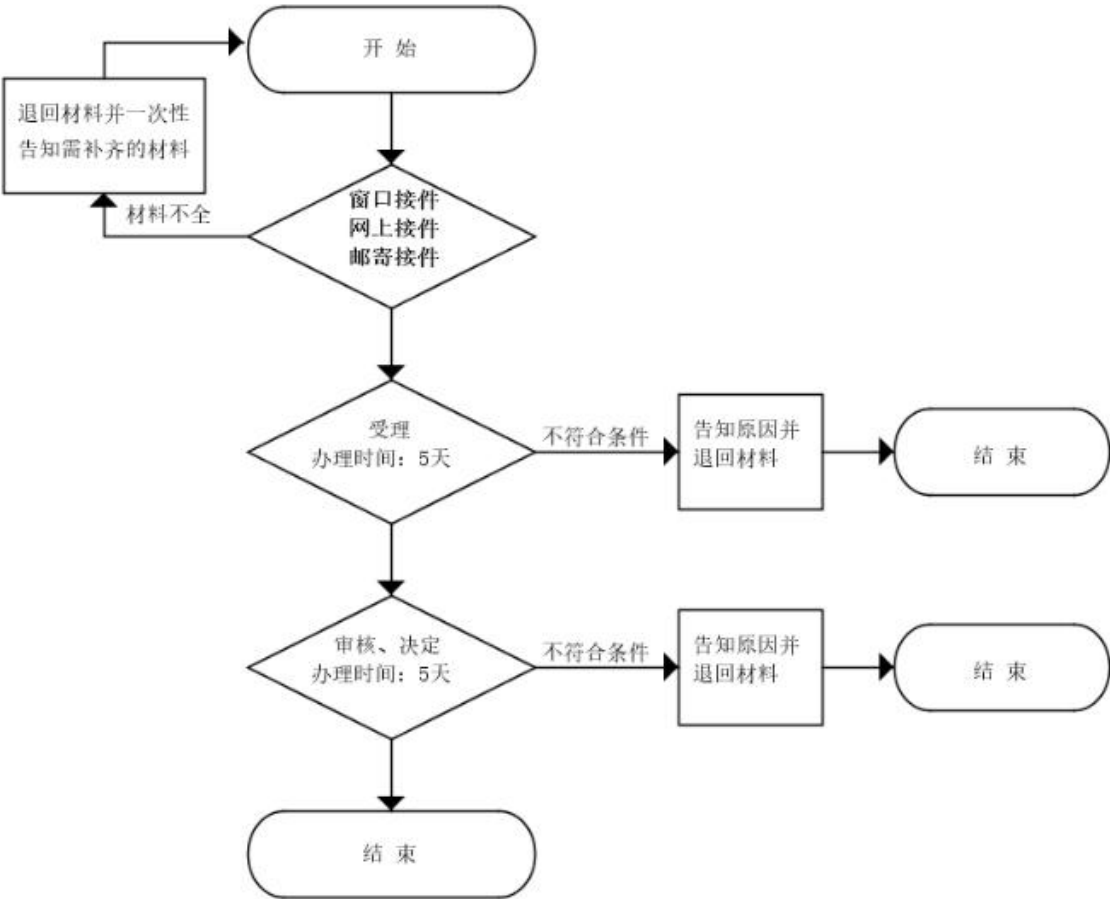 开 始
退回材料并一次性
告知需补齐的材料
材料不全
窗口接件
网上接件
邮寄接件
受理
办理时间：5天
不符合条件
告知原因并
退回材料
结 束
审核、决定
办理时间：5天
不符合条件
告知原因并
退回材料
结 束
结 束